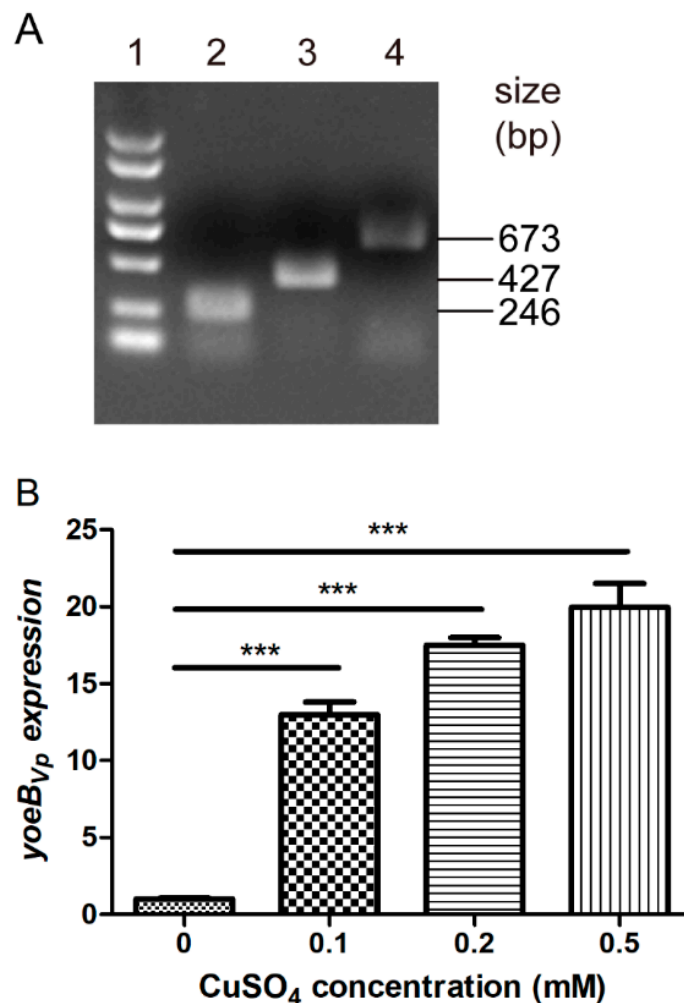 A
1 2 3 4
size
(bp)
673
427
246
B
25
20
15
10
5
0
yoeBVp expression
***
***
***
0 0.1 0.2 0.5
CuSO4 concentration (mM)